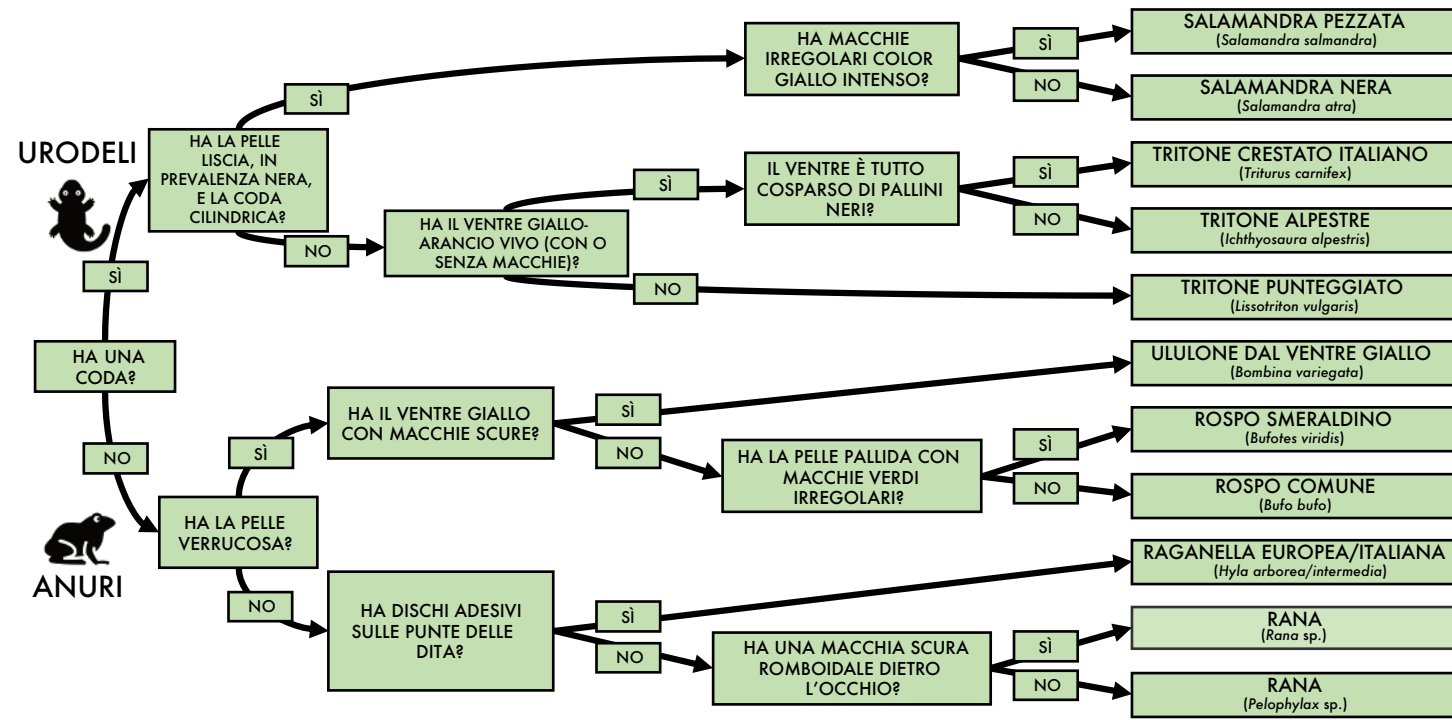 HA MACCHIE
IRREGOLARI COLOR
GIALLO INTENSO?
SÌ
NO
SALAMANDRA PEZZATA
(Salamandra salmandra)
SALAMANDRA NERA
(Salamandra atra)
SÌ
URODELI
HA LA PELLE
LISCIA, IN
PREVALENZA NERA,
E LA CODA
CILINDRICA?
NO
HA IL VENTRE GIALLO-
ARANCIO VIVO (CON O
SENZA MACCHIE)?
SÌ
IL VENTRE È TUTTO
COSPARSO DI PALLINI
NERI?
SÌ
NO
TRITONE CRESTATO ITALIANO
(Triturus carnifex)
TRITONE ALPESTRE
(Ichthyosaura alpestris)
NO
TRITONE PUNTEGGIATO
(Lissotriton vulgaris)
SÌ
HA UNA
CODA?
NO
ANURI
HA LA PELLE
VERRUCOSA?
SÌ
HA IL VENTRE GIALLO
CON MACCHIE SCURE?
SÌ
NO
ULULONE DAL VENTRE GIALLO
(Bombina variegata)
HA LA PELLE PALLIDA CON
MACCHIE VERDI
IRREGOLARI?
SÌ
NO
ROSPO SMERALDINO
(Bufotes viridis)
ROSPO COMUNE
(Bufo bufo)
NO
HA DISCHI ADESIVI
SULLE PUNTE DELLE
DITA?
SÌ
NO
RAGANELLA EUROPEA/ITALIANA
(Hyla arborea/intermedia)
HA UNA MACCHIA SCURA
ROMBOIDALE DIETRO
L'OCCHIO?
SÌ
NO
RANA
(Rana sp.)
RANA
(Pelophylax sp.)